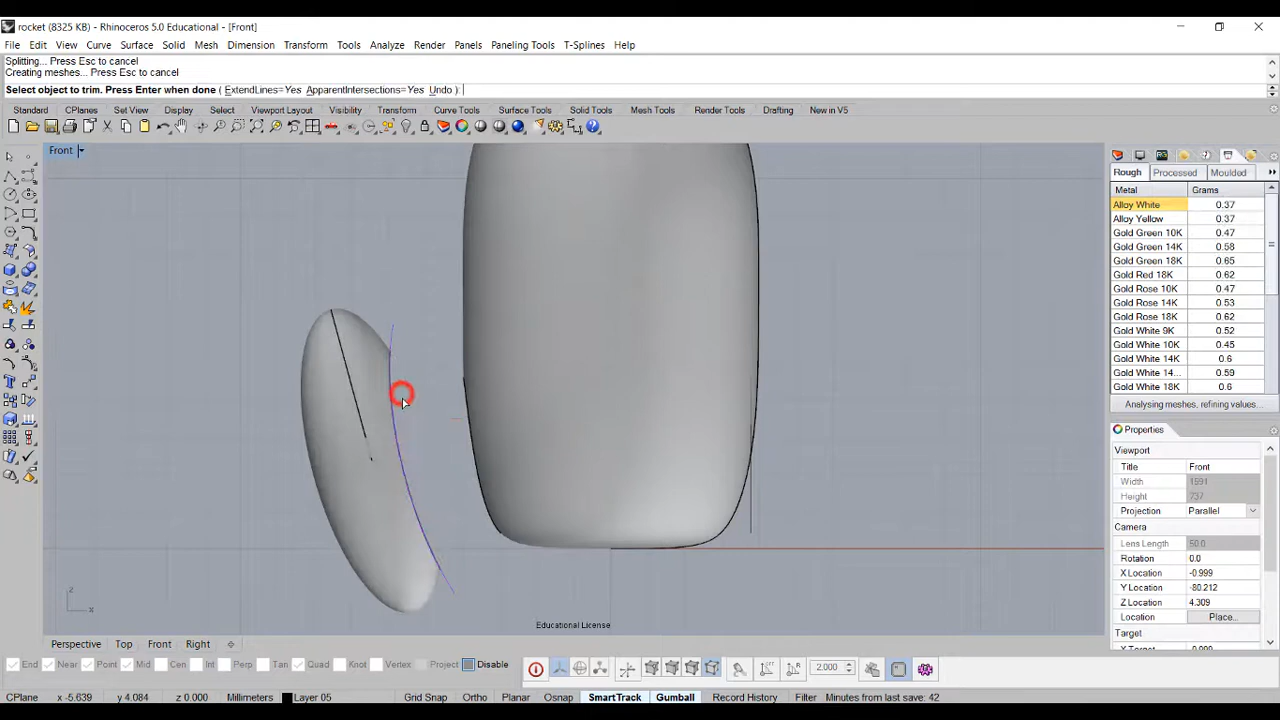 rocket (8325 KB) - Rhinoceros 5.0 Educational - [Front]
File Edit View Curve Surface Solid Mesh Dimension Transform Tools Analyze Render Panels Paneling Tools T-Splines Help
Splitting... Press Esc to cancel
Creating meshes... Press Esc to cancel
Select object to trim. Press Enter when done ( ExtendLines=Yes ApparentIntersections=Yes Undo ):
Standard CPlanes Set View Display Select Viewport Layout Visibility Transform Curve Tools Surface Tools Solid Tools Mesh Tools Render Tools Drafting New in V5
Front
Rough Processed Moulded
Metal Grams
Alloy White 0.37
Alloy Yellow 0.37
Gold Green 10K 0.47
Gold Green 14K 0.58
Gold Green 18K 0.65
Gold Red 18K 0.62
Gold Rose 10K 0.47
Gold Rose 14K 0.53
Gold Rose 18K 0.62
Gold White 9K 0.52
Gold White 10K 0.45
Gold White 14K 0.6
Gold White 14... 0.59
Gold White 18K 0.6
Analysing meshes, refining values...
Properties
Viewport
Title Front
Width 1591
Height 737
Projection Parallel
Camera
Lens Length 50.0
Rotation 0.0
X Location -0.999
Y Location -80.212
Z Location 4.309
Location Place...
Target
z
x
Educational License
Perspective Top Front Right
End Near Point Mid Cen Int Perp Tan Quad Knot Vertex Project Disable
2.000
CPlane x -5.639 y 4.084 z 0.000 Millimeters Layer 05 Grid Snap Ortho Planar Osnap SmartTrack Gumball Record History Filter Minutes from last save: 42